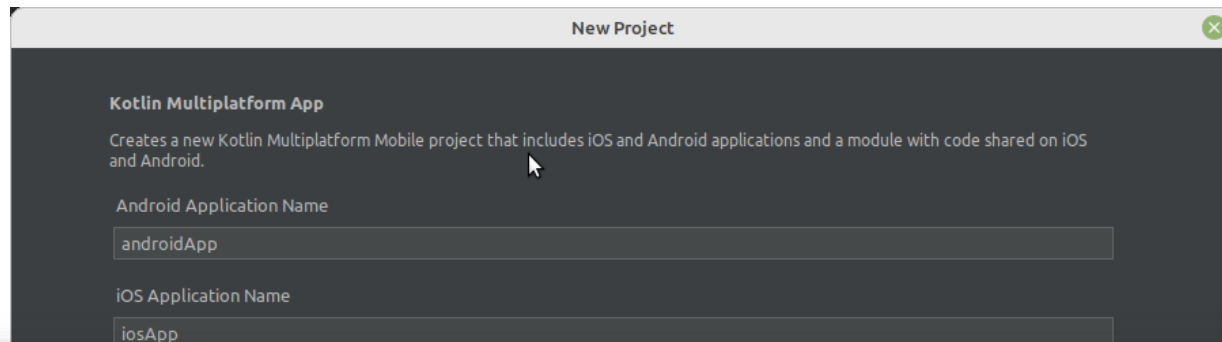 New Project
Kotlin Multiplatform App
Creates a new Kotlin Multiplatform Mobile project that includes iOS and Android applications and a module with code shared on iOS
and Android.
Android Application Name
androidApp
iOS Application Name
iosApp